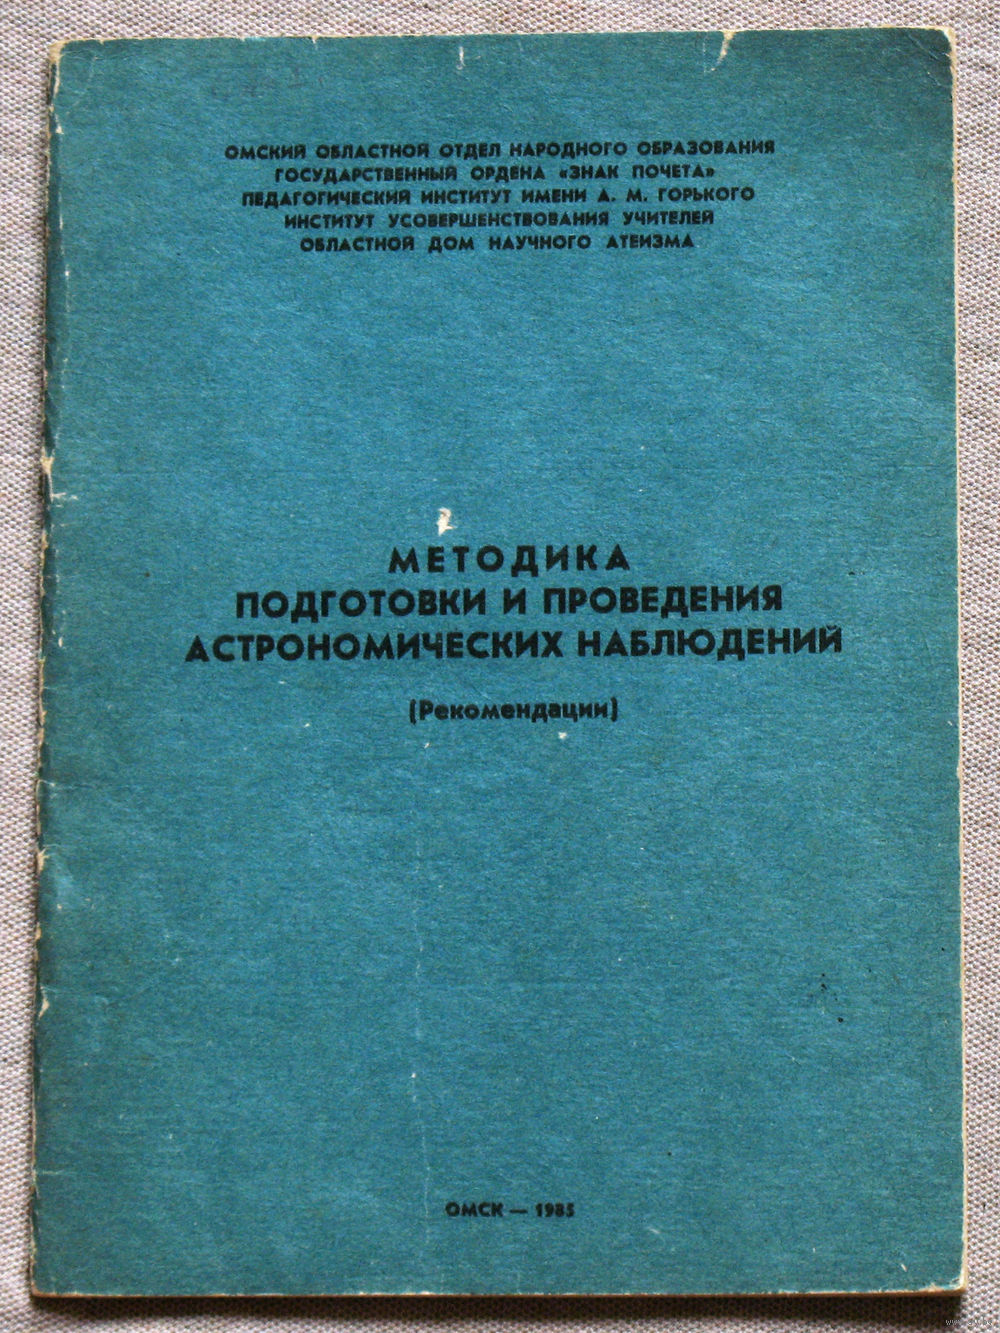 ОМСКИЙ ОБЛАСТНОЙ ОТДЕЛ НАРОДНОГО ОБРАЗОВАНИЯ
ГОСУДАРСТВЕННЫЙ ОРДЕНА «ЗНАК ПОЧЕТА»
ПЕДАГОГИЧЕСКИЙ ИНСТИТУТ ИМЕНИ А. М. ГОРЬКОГО
ИНСТИТУТ УСОВЕРШЕНСТВОВАНИЯ УЧИТЕЛЕЙ
ОБЛАСТНОЙ ДОМ НАУЧНОГО АТЕИЗМА
МЕТОДИКА
ПОДГОТОВКИ И ПРОВЕДЕНИЯ
АСТРОНОМИЧЕСКИХ НАБЛЮДЕНИЙ
(Рекомендации)
ОМСК — 1985